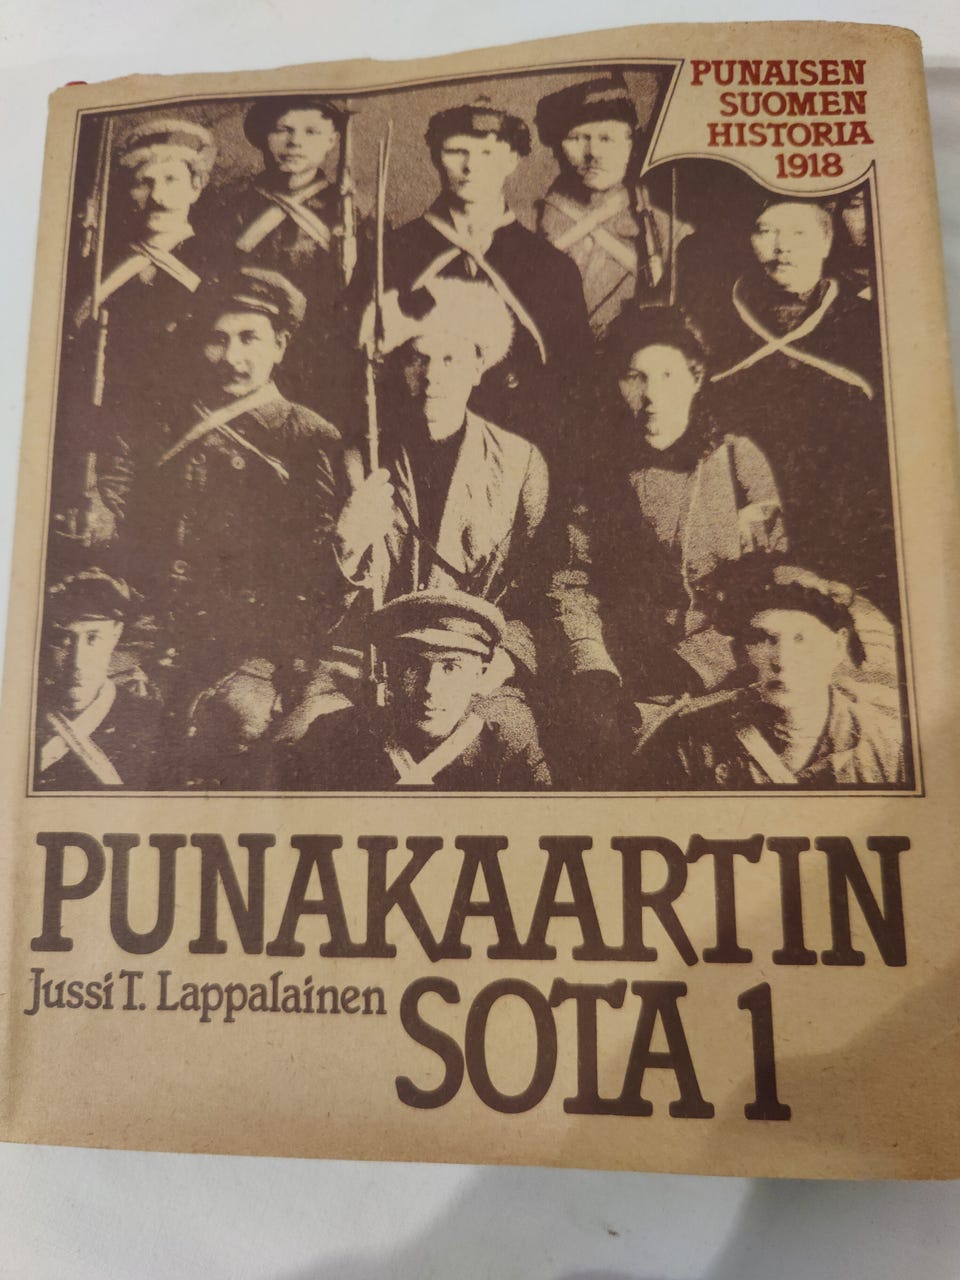 PUNAISEN
SUOMEN
HISTORIA
1918
PUNAKAARTIN
Jussi T. Lappalainen
SOTA 1